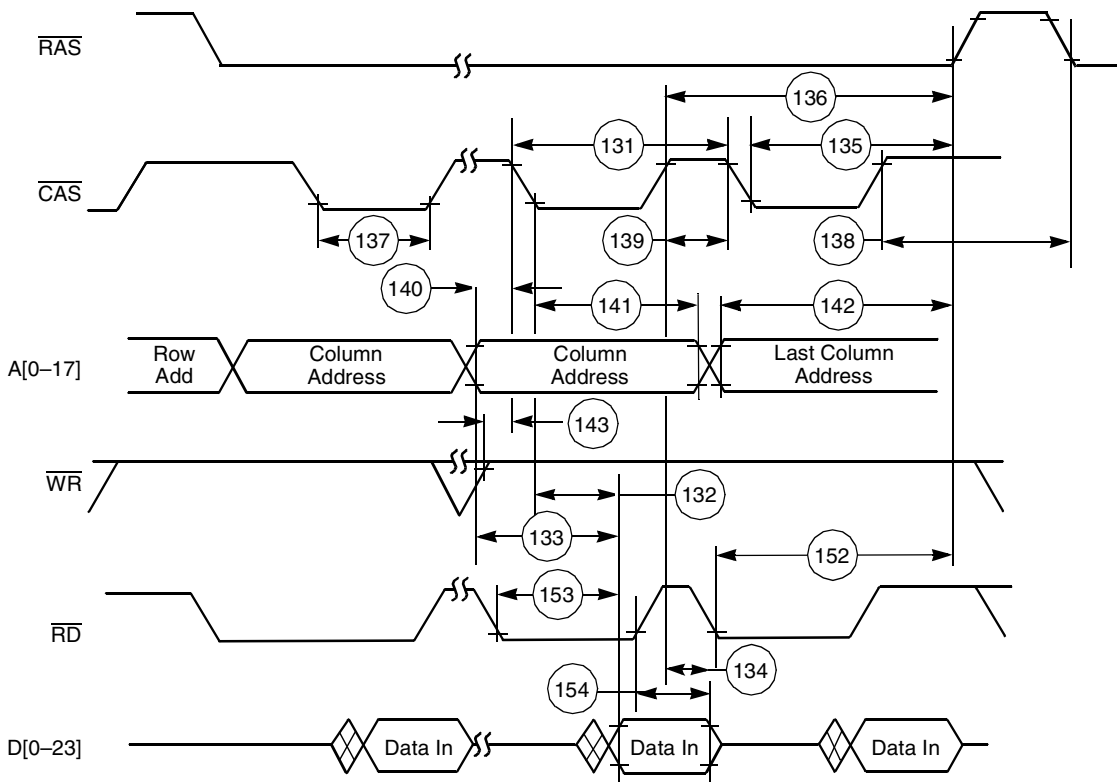 RAS
136
131
135
CAS
137
139
138
140
141
142
A[0–17]
Row
Add
Column
Address
Column
Address
Last Column
Address
143
WR
132
133
152
153
RD
134
154
D[0–23]
Data In
Data In
Data In